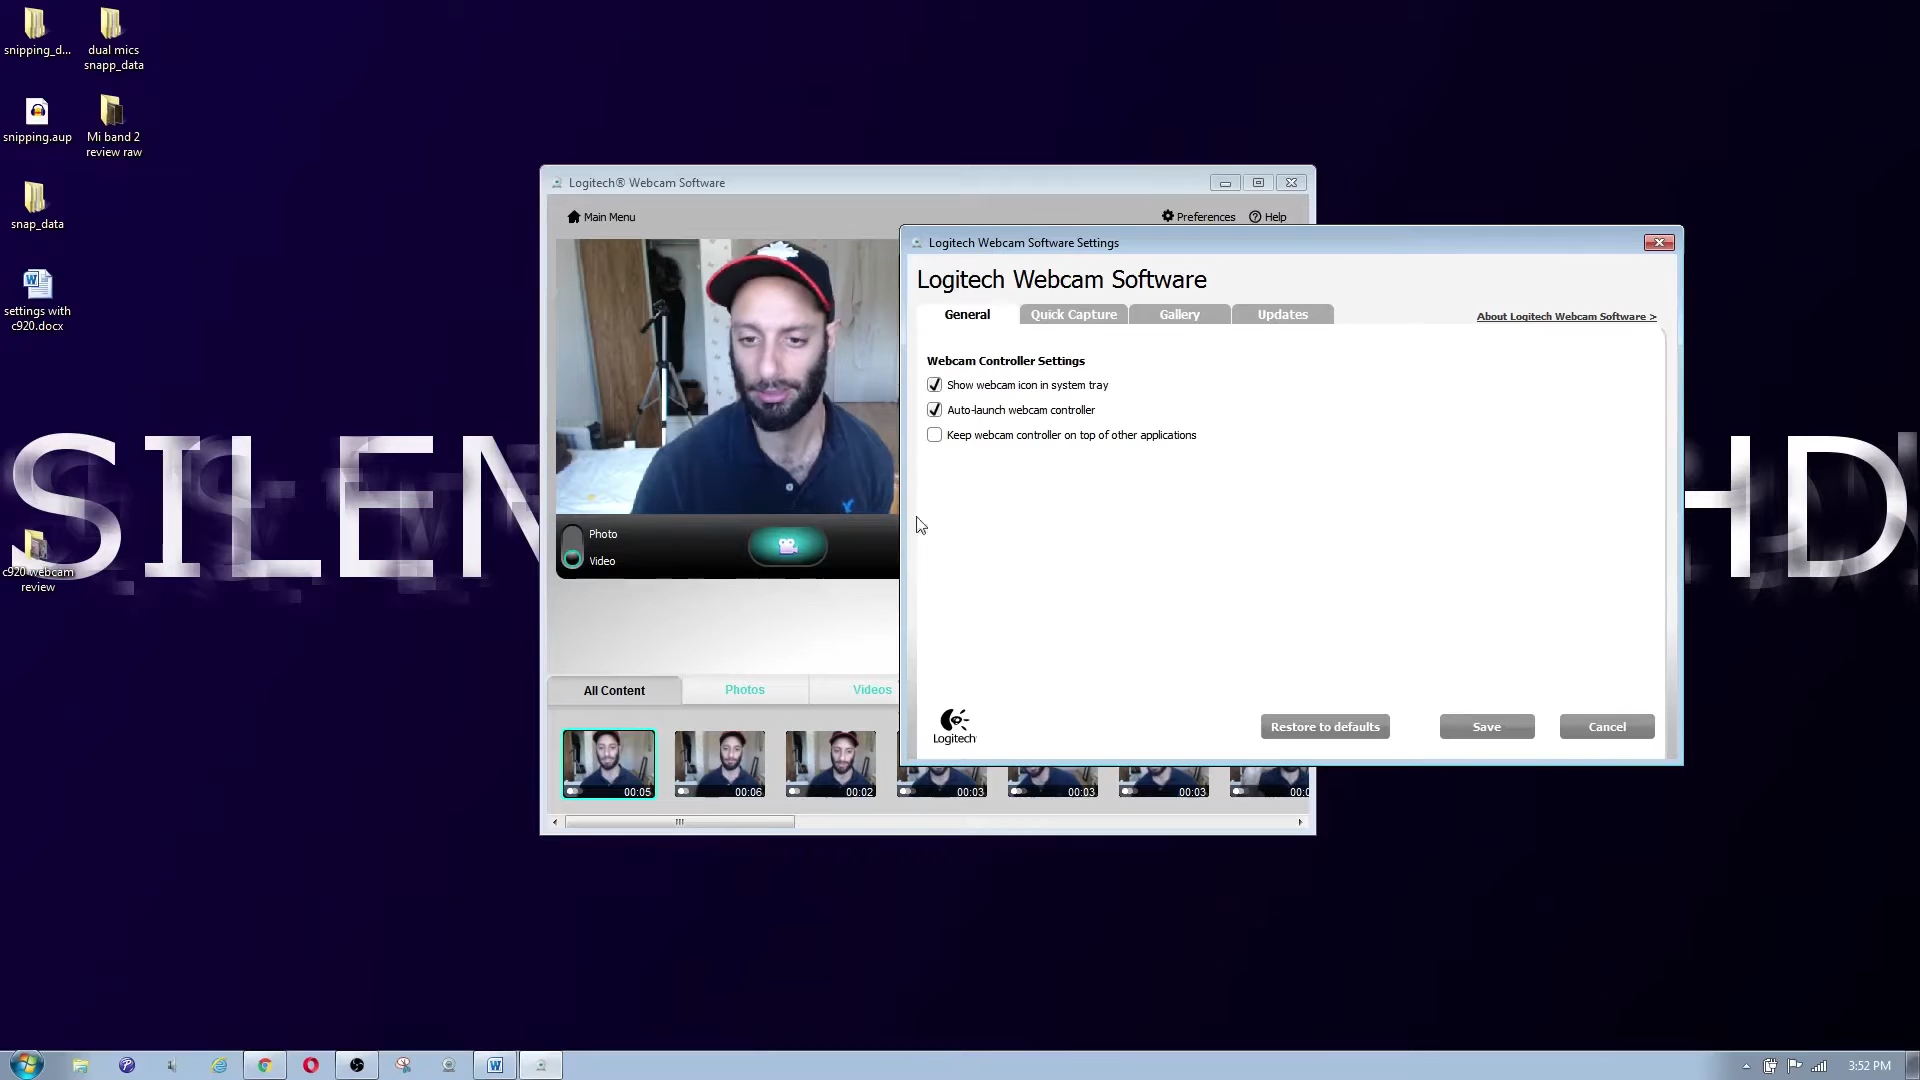 snipping_d...
dual mics
snapp_data
snipping.aup
Mi band 2
review raw
snap_data
settings with
c920.docx
c920 webcam
review
SILEN
HD
Logitech® Webcam Software
Main Menu
Preferences
Help
Photo
Video
All Content
Photos
Videos
00:05
00:06
00:02
00:03
00:03
00:03
Logitech Webcam Software Settings
Logitech Webcam Software
General
Quick Capture
Gallery
Updates
About Logitech Webcam Software >
Webcam Controller Settings
Show webcam icon in system tray
Auto-launch webcam controller
Keep webcam controller on top of other applications
Logitech
Restore to defaults
Save
Cancel
3:52 PM